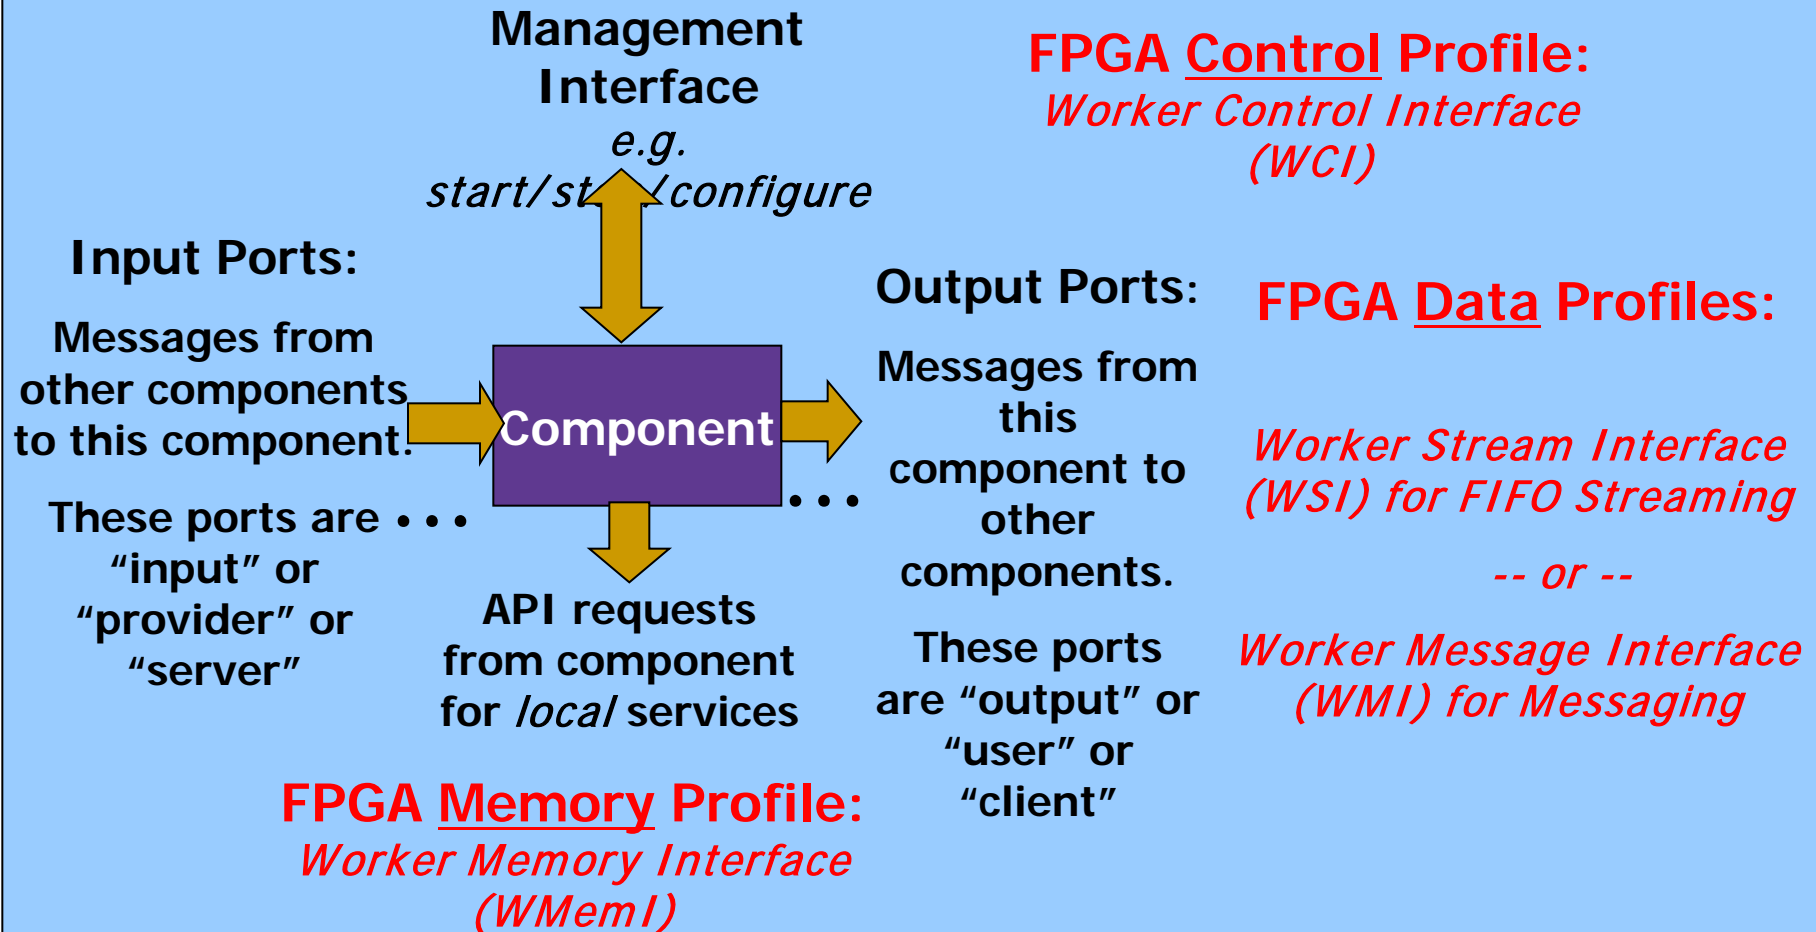 Management
Interface
e.g.
start/st /configure
FPGA Control Profile:
Worker Control Interface
(WCI)
Input Ports:
Messages from
other components
to this component.
These ports are • • •
“input” or
“provider” or
“server”
Component
• • •
API requests
from component
for local services
Output Ports:
Messages from
this
component to
other
components.
These ports
are “output” or
“user” or
“client”
FPGA Data Profiles:
Worker Stream Interface
(WSI) for FIFO Streaming
-- or --
Worker Message Interface
(WMI) for Messaging
FPGA Memory Profile:
Worker Memory Interface
(WMemI)